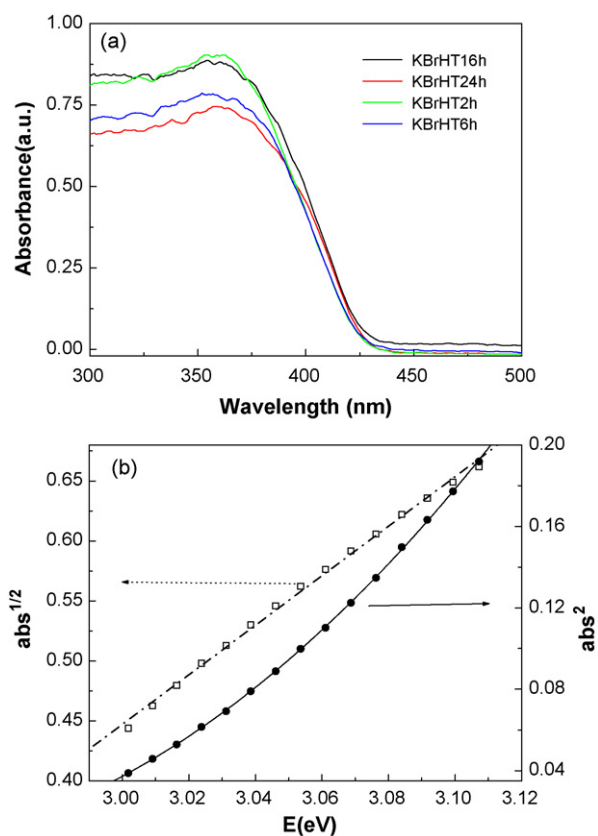 (a)
KBrHT16h
KBrHT24h
KBrHT2h
KBrHT6h
1.00
0.75
0.50
0.25
0.00
Absorbance(a.u.)
300 350 400 450 500
Wavelength (nm)
(b)
0.65
0.60
0.55
0.50
0.45
0.40
abs^1/2
0.20
0.16
0.12
0.08
0.04
abs^2
3.00 3.02 3.04 3.06 3.08 3.10 3.12
E(eV)